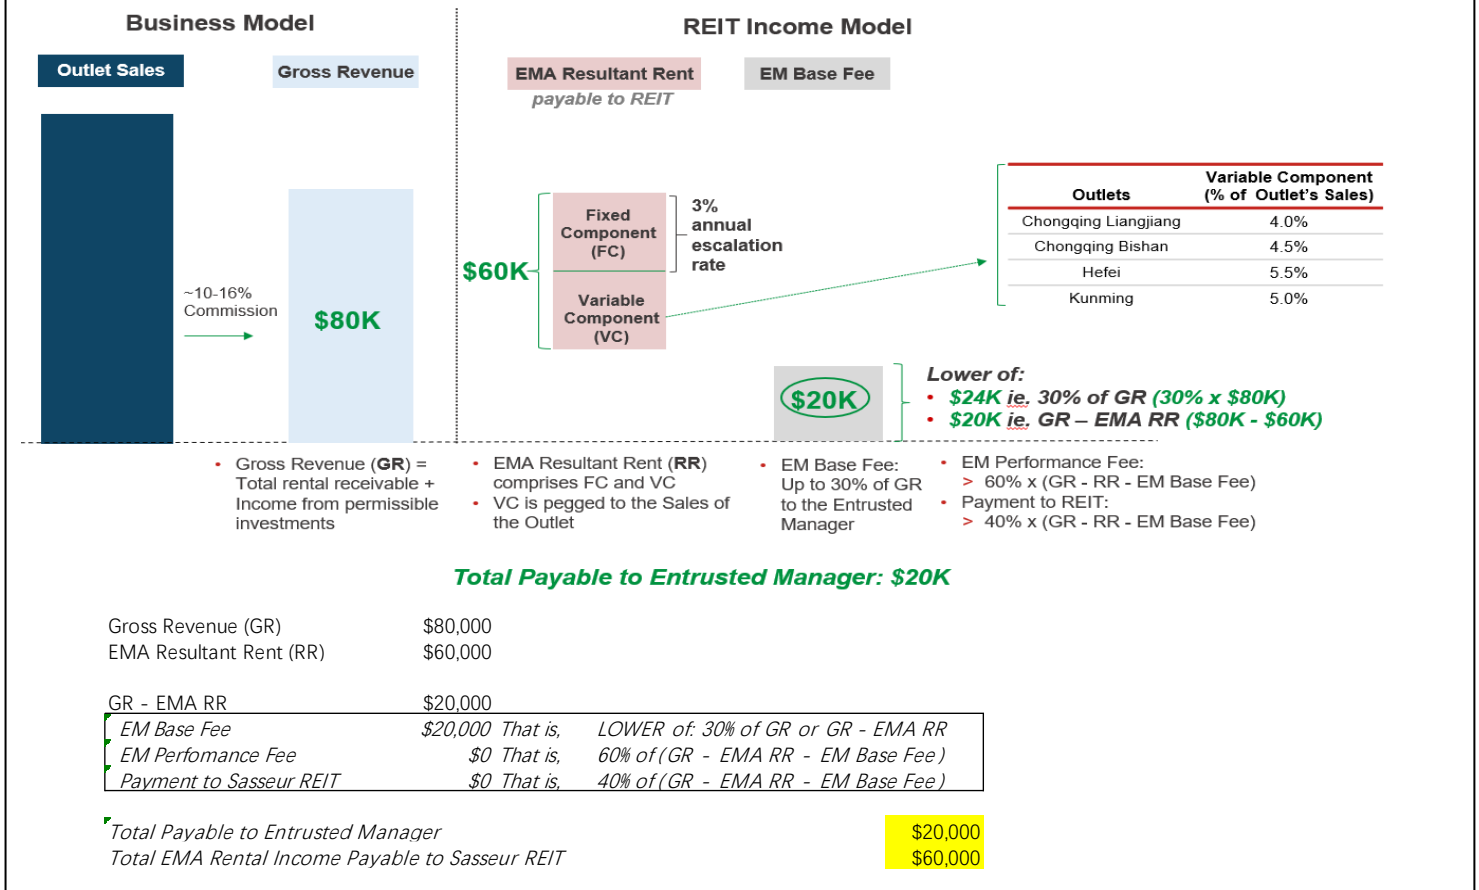 Business Model
REIT Income Model
Outlet Sales
Gross Revenue
EMA Resultant Rent
EM Base Fee
payable to REIT
Variable Component
Outlets
(% of Outlet's Sales)
Chongqing Liangjiang 4.0%
Chongqing Bishan 4.5%
Hefei 5.5%
Kunming 5.0%
Fixed
Component
(FC)
3%
annual
escalation
rate
$60K
Variable
Component
(VC)
~10-16%
Commission
$80K
$20K
Lower of:
• $24K ie. 30% of GR (30% x $80K)
• $20K ie. GR – EMA RR ($80K - $60K)
• Gross Revenue (GR) =
Total rental receivable +
Income from permissible
investments
• EMA Resultant Rent (RR)
comprises FC and VC
• VC is pegged to the Sales of
the Outlet
• EM Base Fee:
Up to 30% of GR
to the Entrusted
Manager
• EM Performance Fee:
> 60% x (GR - RR - EM Base Fee)
• Payment to REIT:
> 40% x (GR - RR - EM Base Fee)
Total Payable to Entrusted Manager: $20K
Gross Revenue (GR) $80,000
EMA Resultant Rent (RR) $60,000
GR - EMA RR $20,000
EM Base Fee $20,000 That is, LOWER of: 30% of GR or GR - EMA RR
EM Perfomance Fee $0 That is, 60% of (GR - EMA RR - EM Base Fee)
Payment to Sasseur REIT $0 That is, 40% of (GR - EMA RR - EM Base Fee)
Total Payable to Entrusted Manager $20,000
Total EMA Rental Income Payable to Sasseur REIT $60,000